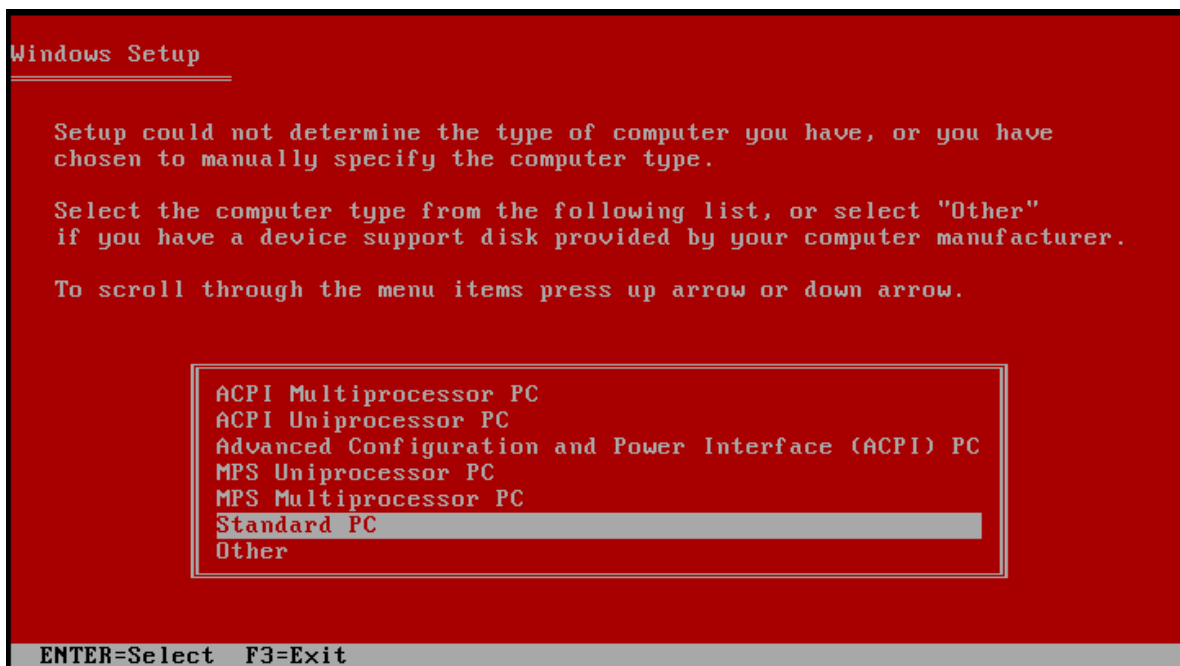 Windows Setup
Setup could not determine the type of computer you have, or you have
chosen to manually specify the computer type.
Select the computer type from the following list, or select "Other"
if you have a device support disk provided by your computer manufacturer.
To scroll through the menu items press up arrow or down arrow.
ACPI Multiprocessor PC
ACPI Uniprocessor PC
Advanced Configuration and Power Interface (ACPI) PC
MPS Uniprocessor PC
MPS Multiprocessor PC
Standard PC
Other
ENTER=Select F3=Exit